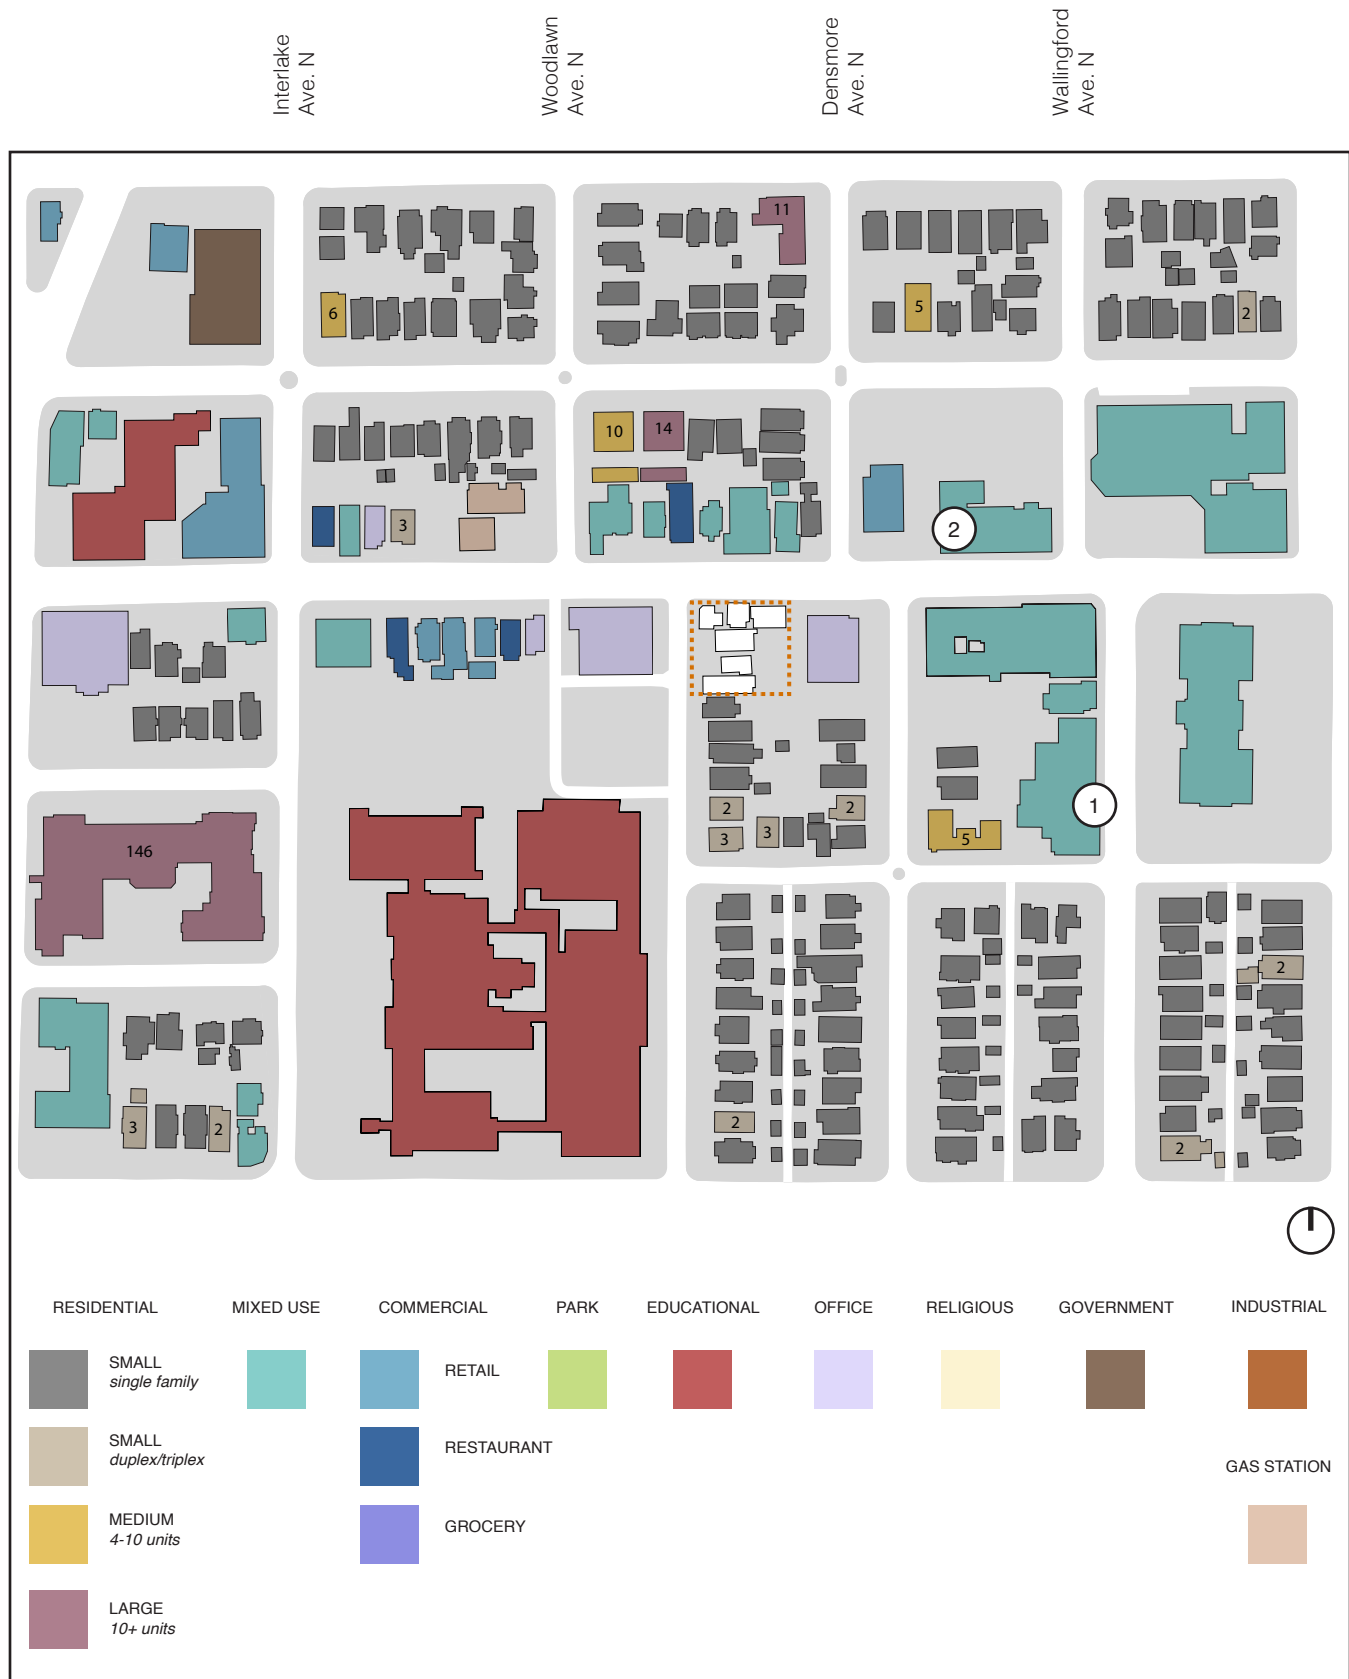 Interlake
Ave. N
Woodlawn
Ave. N
Densmore
Ave. N
Wallingford
Ave. N
11
6
5
2
10
14
3
2
1
2
2
3
3
5
146
2
2
3
2
2
RESIDENTIAL
MIXED USE
COMMERCIAL
PARK
EDUCATIONAL
OFFICE
RELIGIOUS
GOVERNMENT
INDUSTRIAL
SMALL
single family
RETAIL
SMALL
duplex/triplex
RESTAURANT
GAS STATION
MEDIUM
4-10 units
GROCERY
LARGE
10+ units